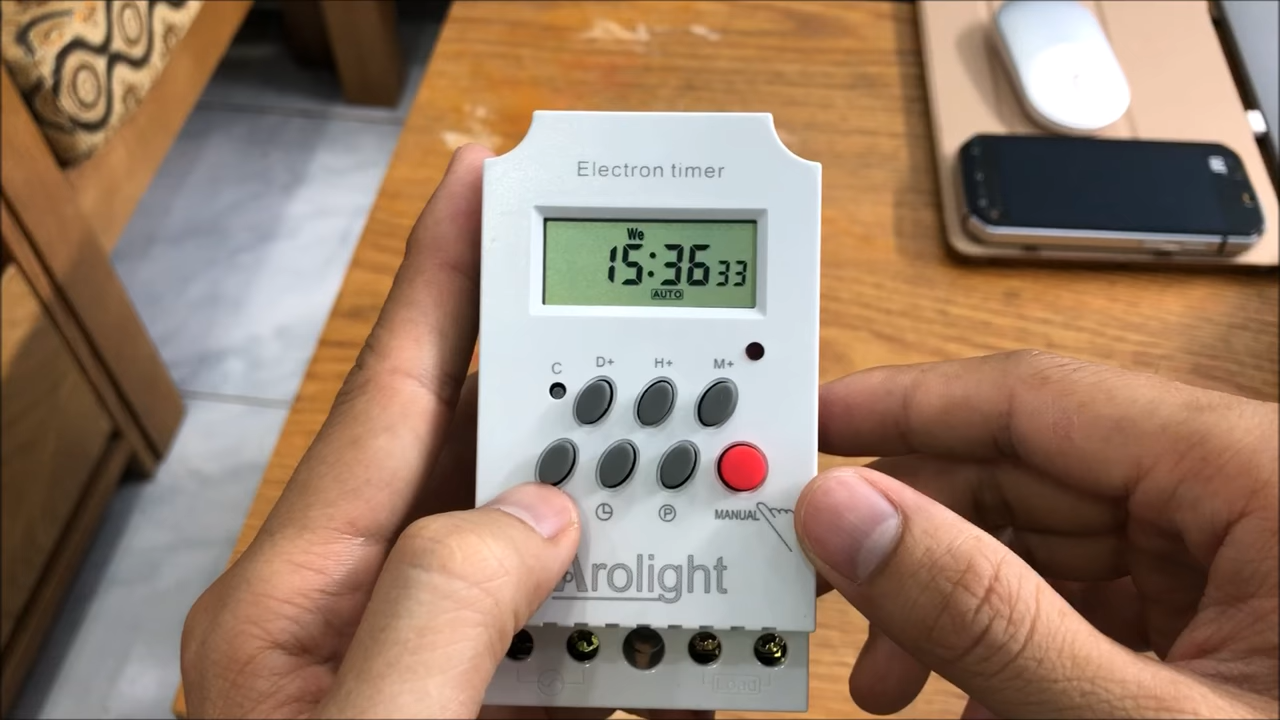 Electron timer
We
15:36 33
AUTO
C D+ H+ M+
P MANUAL
Arolight
Load